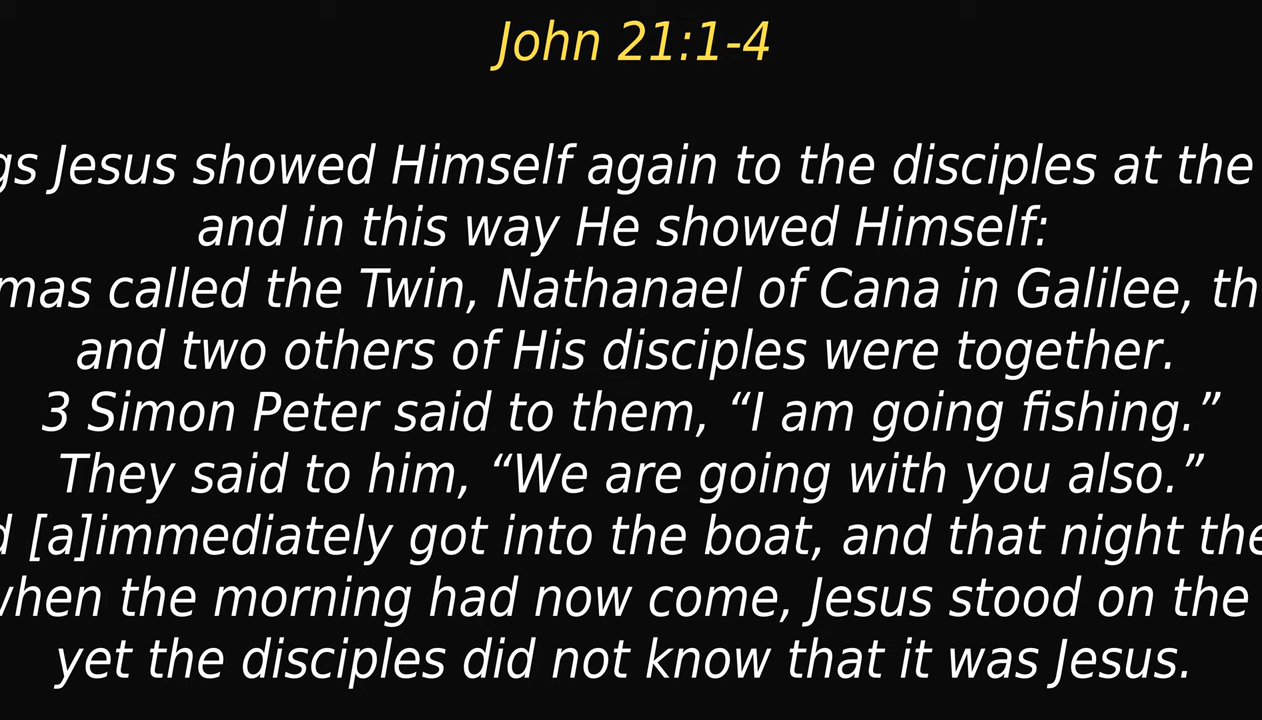 John 21:1-4
gs Jesus showed Himself again to the disciples at the
and in this way He showed Himself:
mas called the Twin, Nathanael of Cana in Galilee, th
and two others of His disciples were together.
3 Simon Peter said to them, “I am going fishing.”
They said to him, “We are going with you also.”
d [a]immediately got into the boat, and that night the
when the morning had now come, Jesus stood on the
yet the disciples did not know that it was Jesus.